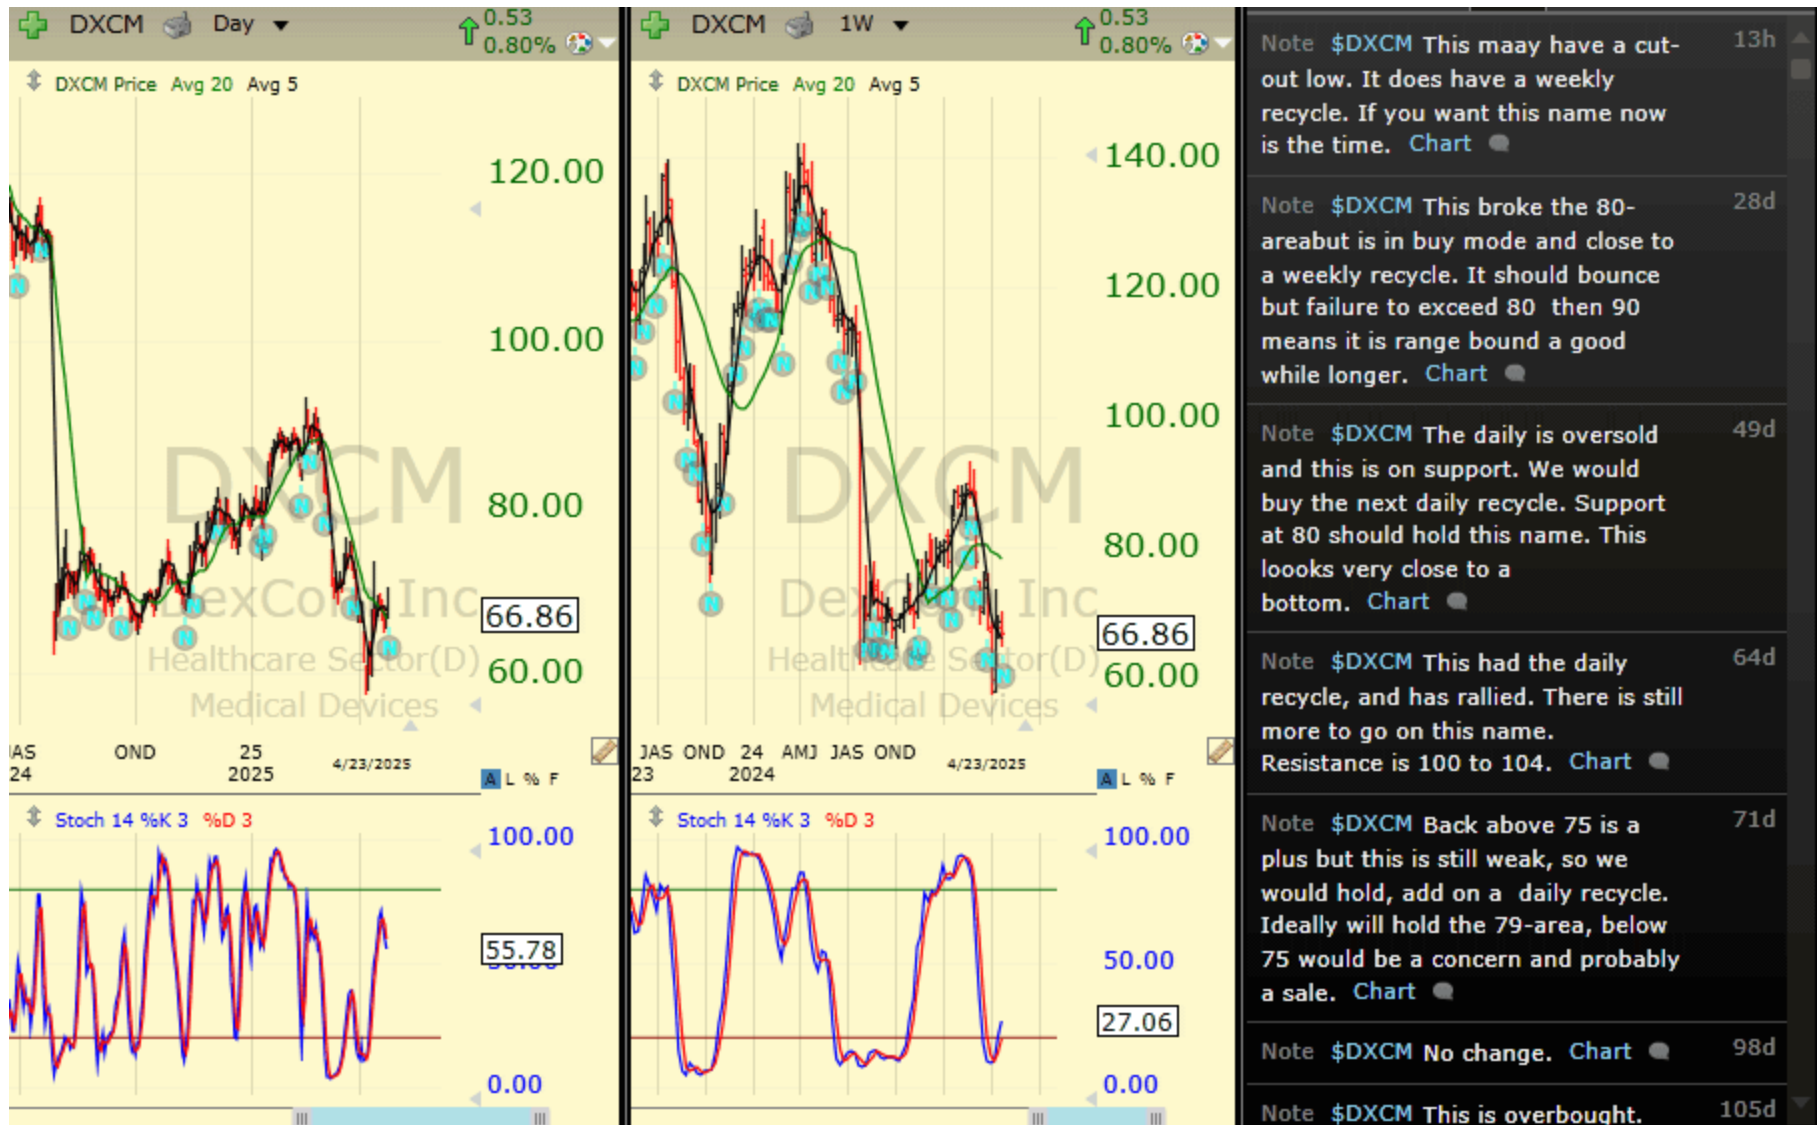 DXCM Day
0.53
0.80%
DXCM Price Avg 20 Avg 5
120.00
100.00
80.00
66.86
60.00
DXCM
DexCom Inc
Healthcare Sector(D)
Medical Devices
JAS OND 25
24 2025 4/23/2025
A L % F
Stoch 14 %K 3 %D 3
100.00
55.78
50.00
0.00
DXCM 1W
0.53
0.80%
DXCM Price Avg 20 Avg 5
140.00
120.00
100.00
80.00
66.86
60.00
DXCM
DexCom Inc
Healthcare Sector(D)
Medical Devices
JAS OND 24 AMJ JAS OND
23 2024 4/23/2025
A L % F
Stoch 14 %K 3 %D 3
100.00
50.00
27.06
0.00
Note $DXCM This maay have a cut- 13h
out low. It does have a weekly
recycle. If you want this name now
is the time. Chart
Note $DXCM This broke the 80- 28d
areabut is in buy mode and close to
a weekly recycle. It should bounce
but failure to exceed 80 then 90
means it is range bound a good
while longer. Chart
Note $DXCM The daily is oversold 49d
and this is on support. We would
buy the next daily recycle. Support
at 80 should hold this name. This
loooks very close to a
bottom. Chart
Note $DXCM This had the daily 64d
recycle, and has rallied. There is still
more to go on this name.
Resistance is 100 to 104. Chart
Note $DXCM Back above 75 is a 71d
plus but this is still weak, so we
would hold, add on a daily recycle.
Ideally will hold the 79-area, below
75 would be a concern and probably
a sale. Chart
Note $DXCM No change. Chart 98d
Note $DXCM This is overbought. 105d